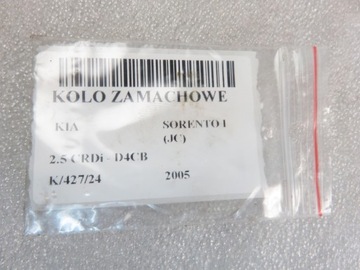 KOLO ZAMACHOWE
KIA SORENTO I
(JC)
2.5 CRDi - D4CB
K/427/24 2005